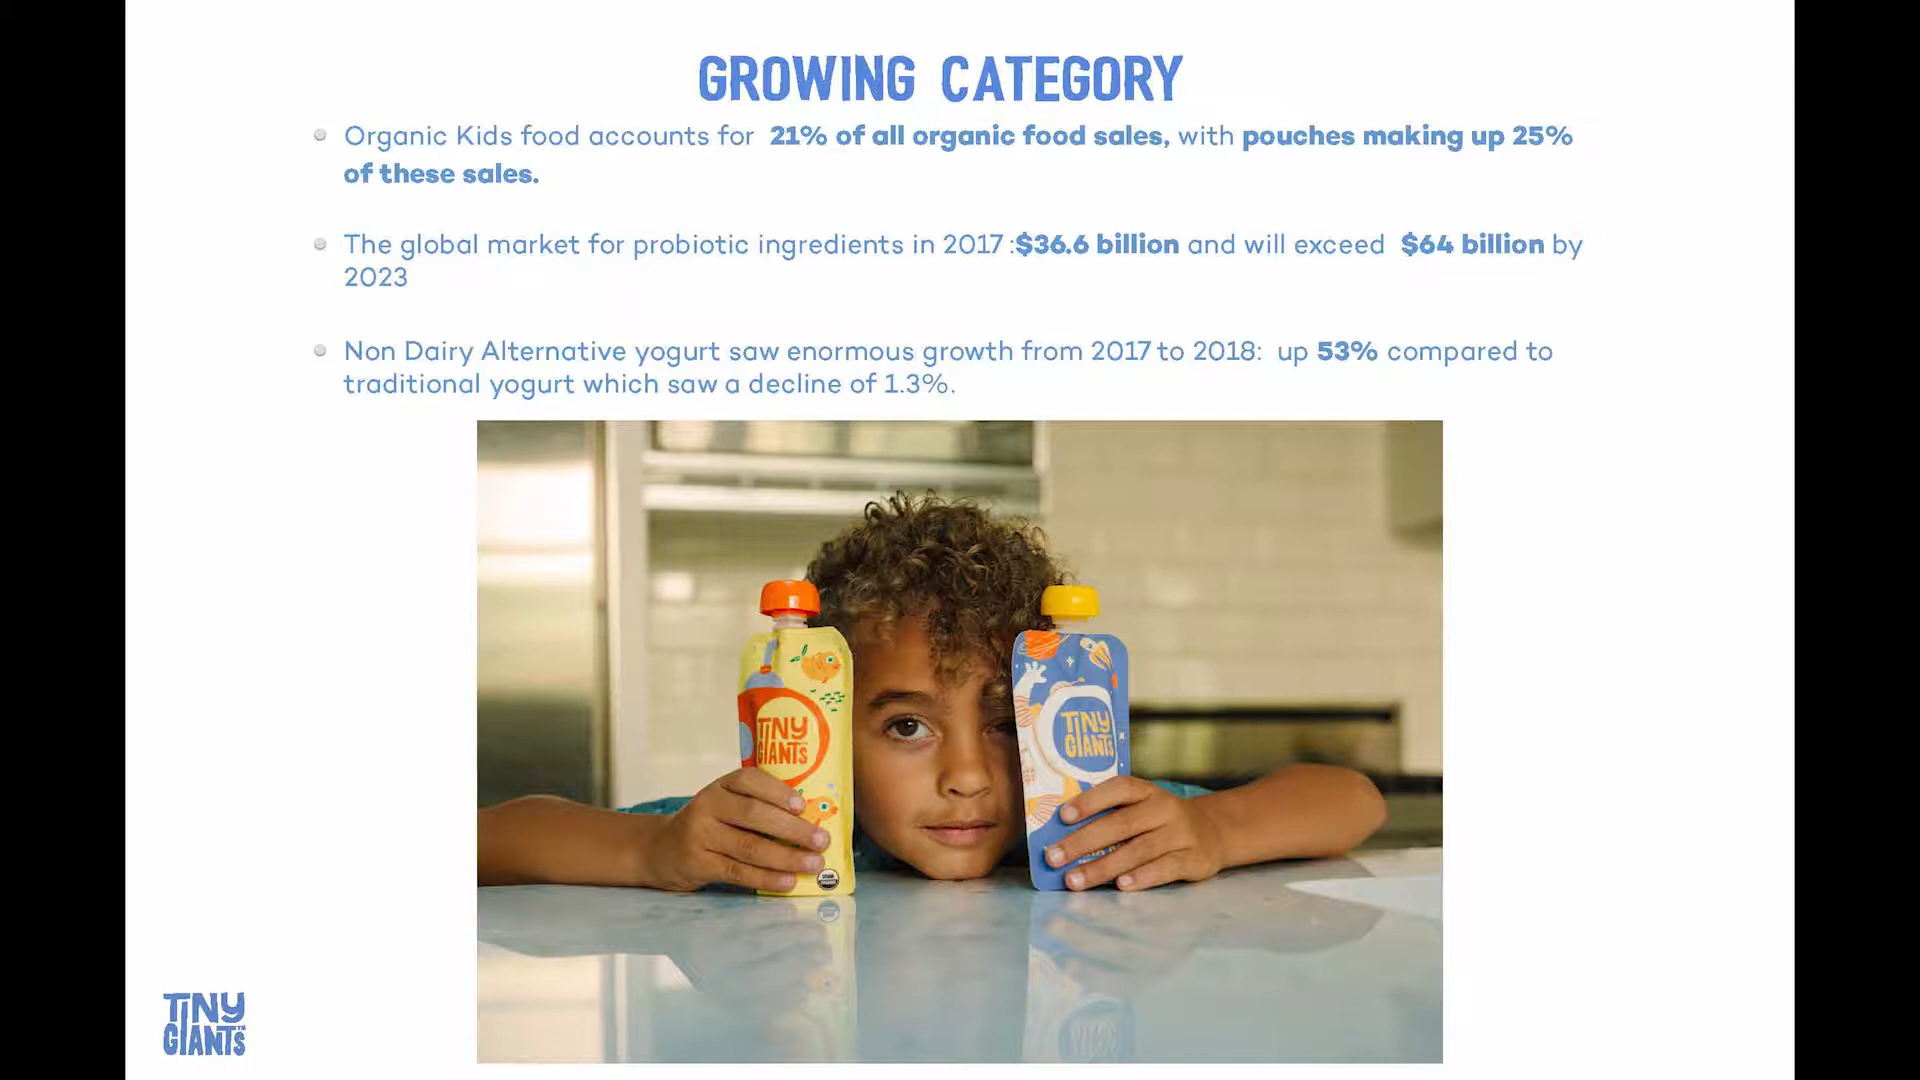 GROWING CATEGORY
Organic Kids food accounts for 21% of all organic food sales, with pouches making up 25%
of these sales.
The global market for probiotic ingredients in 2017 :$36.6 billion and will exceed $64 billion by
2023
Non Dairy Alternative yogurt saw enormous growth from 2017 to 2018: up 53% compared to
traditional yogurt which saw a decline of 1.3%.
TINY
GIANTS
TINY
GIANTS
USDA
ORGANIC
TINY
GIANTS™